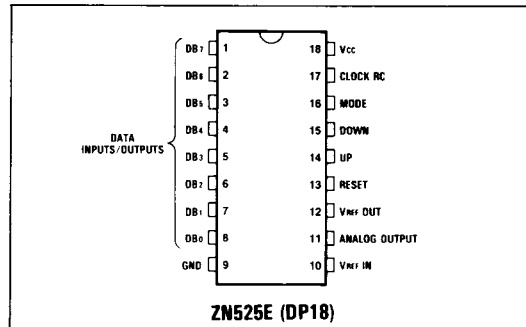 DB7 1 18 VCC
DB6 2 17 CLOCK RC
DB5 3 16 MODE
DB4 4 15 DOWN
DATA
INPUTS/OUTPUTS
DB3 5 14 UP
DB2 6 13 RESET
DB1 7 12 VREF OUT
DB0 8 11 ANALOG OUTPUT
GND 9 10 VREF IN
ZN525E (DP18)